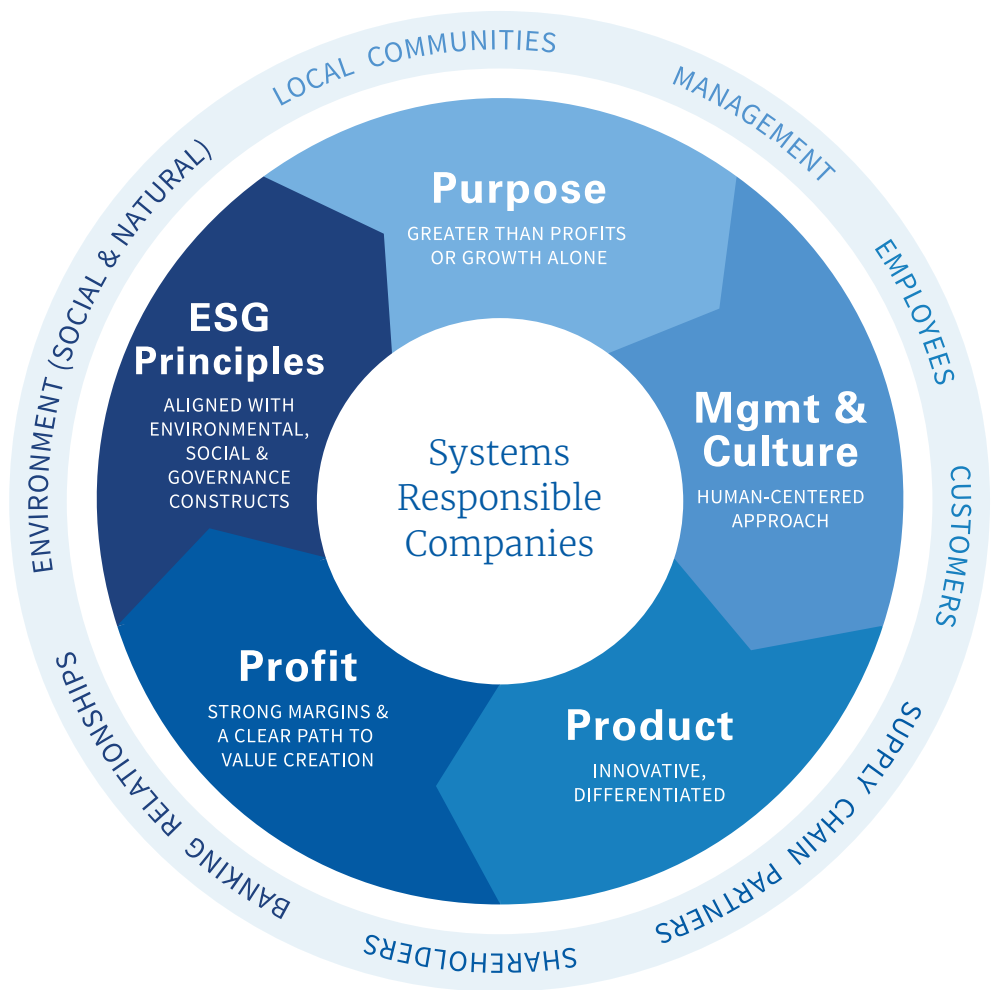 LOCAL COMMUNITIES
MANAGEMENT
EMPLOYEES
CUSTOMERS
SUPPLY CHAIN PARTNERS
SHAREHOLDERS
BANKING RELATIONSHIPS
ENVIRONMENT (SOCIAL & NATURAL)
Purpose
GREATER THAN PROFITS
OR GROWTH ALONE
Mgmt &
Culture
HUMAN-CENTERED
APPROACH
Product
INNOVATIVE,
DIFFERENTIATED
Profit
STRONG MARGINS &
A CLEAR PATH TO
VALUE CREATION
ESG
Principles
ALIGNED WITH
ENVIRONMENTAL,
SOCIAL &
GOVERNANCE
CONSTRUCTS
Systems
Responsible
Companies